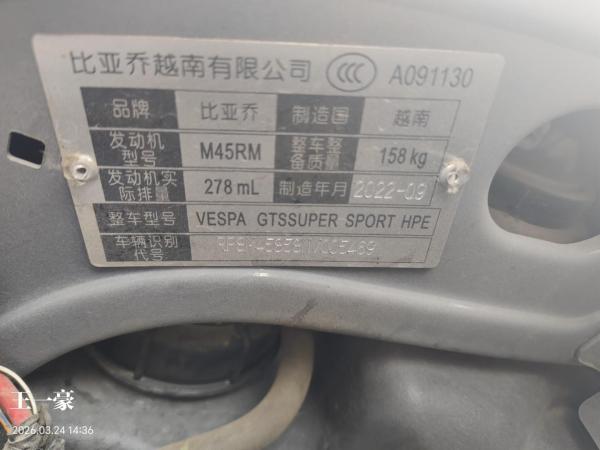 比亚乔越南有限公司 CCC A091130
品牌 比亚乔 制造国 越南
发动机型号 M45RM 整车整备质量 158 kg
发动机实际排量 278 mL 制造年月 2022-09
整车型号 VESPA GTSSUPER SPORT HPE
车辆识别代号
王一豪
2026.03.24 14:36